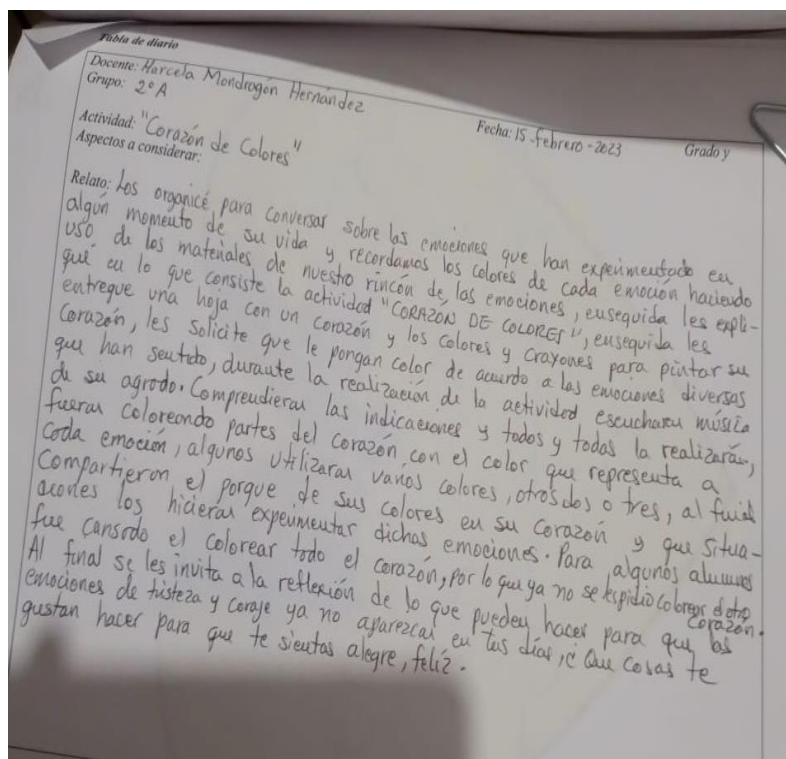 Tabla de diario
Docente: Marcela Mondragón Hernández
Fecha: 15-febrero-2023 Grado y
Grupo: 2° A
Actividad: "Corazón de Colores"
Aspectos a considerar:
Relato: Los organicé para conversar sobre las emociones que han experimentado en
algún momento de su vida y recordamos los colores de cada emoción haciendo
uso de los materiales de nuestro rincón de las emociones, enseguida les expli-
qué en lo que consiste la actividad "CORAZON DE COLORES", enseguida les
entregue una hoja con un corazón y los colores y crayones para pintar su
Corazón, les solicite que le pongan color de acuerdo a las emociones diversas
que han sentido, durante la realización de la actividad escucharan música
de su agrado. Comprendieran las indicaciones y todos y todas la realizarán,
fueran coloreando partes del corazón con el color que representa a
cada emoción, algunos utilizaran varios colores, otros dos o tres, al final
Compartieron el porque de sus colores en su corazón y que situa-
aciones los hicieran experimentar dichas emociones. Para algunos alumnos
fue cansado el colorear todo el corazón, por lo que ya no se les pidio colorear el otro
corazón.
Al final se les invita a la reflexión de lo que pueden hacer para que las
emociones de tristeza y coraje ya no aparezcan en tus días, ¿Que cosas te
gustan hacer para que te sientas alegre, feliz.